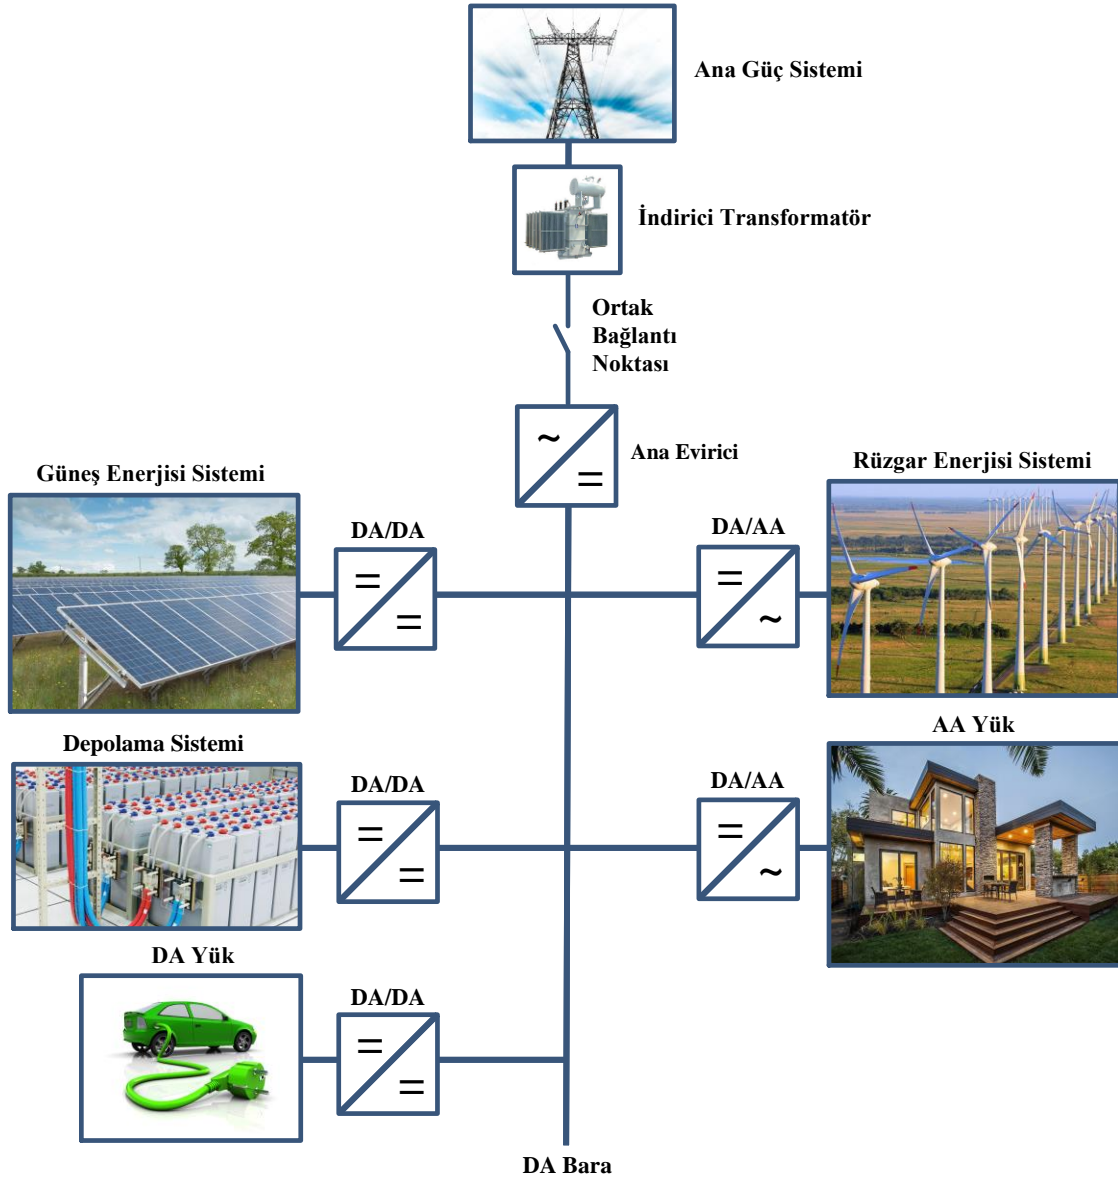 Ana Güç Sistemi
İndirici Transformatör
Ortak
Bağlantı
Noktası
Ana Evirici
Güneş Enerjisi Sistemi
Rüzgar Enerjisi Sistemi
DA/DA
DA/AA
~
=
=
=
=
~
Depolama Sistemi
AA Yük
DA/DA
DA/AA
=
=
=
~
DA Yük
DA/DA
=
=
DA Bara